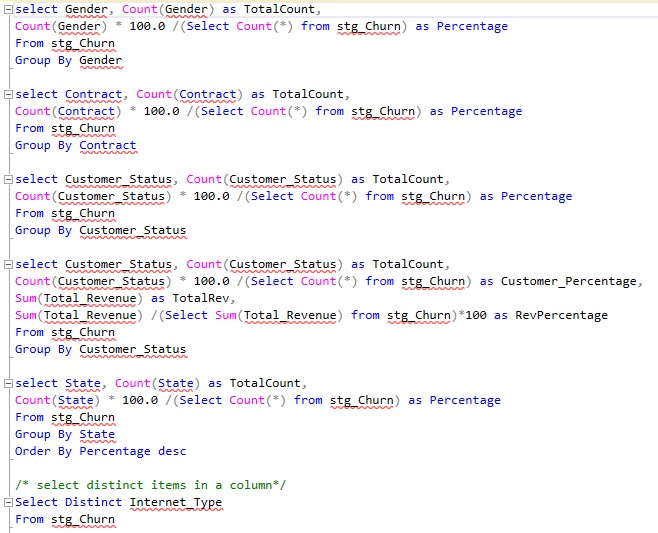 select Gender, Count(Gender) as TotalCount,
Count(Gender) * 100.0 /(Select Count(*) from stg_Churn) as Percentage
From stg_Churn
Group By Gender
select Contract, Count(Contract) as TotalCount,
Count(Contract) * 100.0 /(Select Count(*) from stg_Churn) as Percentage
From stg_Churn
Group By Contract
select Customer_Status, Count(Customer_Status) as TotalCount,
Count(Customer_Status) * 100.0 /(Select Count(*) from stg_Churn) as Percentage
From stg_Churn
Group By Customer_Status
select Customer_Status, Count(Customer_Status) as TotalCount,
Count(Customer_Status) * 100.0 /(Select Count(*) from stg_Churn) as Customer_Percentage,
Sum(Total_Revenue) as TotalRev,
Sum(Total_Revenue) /(Select Sum(Total_Revenue) from stg_Churn)*100 as RevPercentage
From stg_Churn
Group By Customer_Status
select State, Count(State) as TotalCount,
Count(State) * 100.0 /(Select Count(*) from stg_Churn) as Percentage
From stg_Churn
Group By State
Order By Percentage desc
/* select distinct items in a column*/
Select Distinct Internet_Type
From stg_Churn